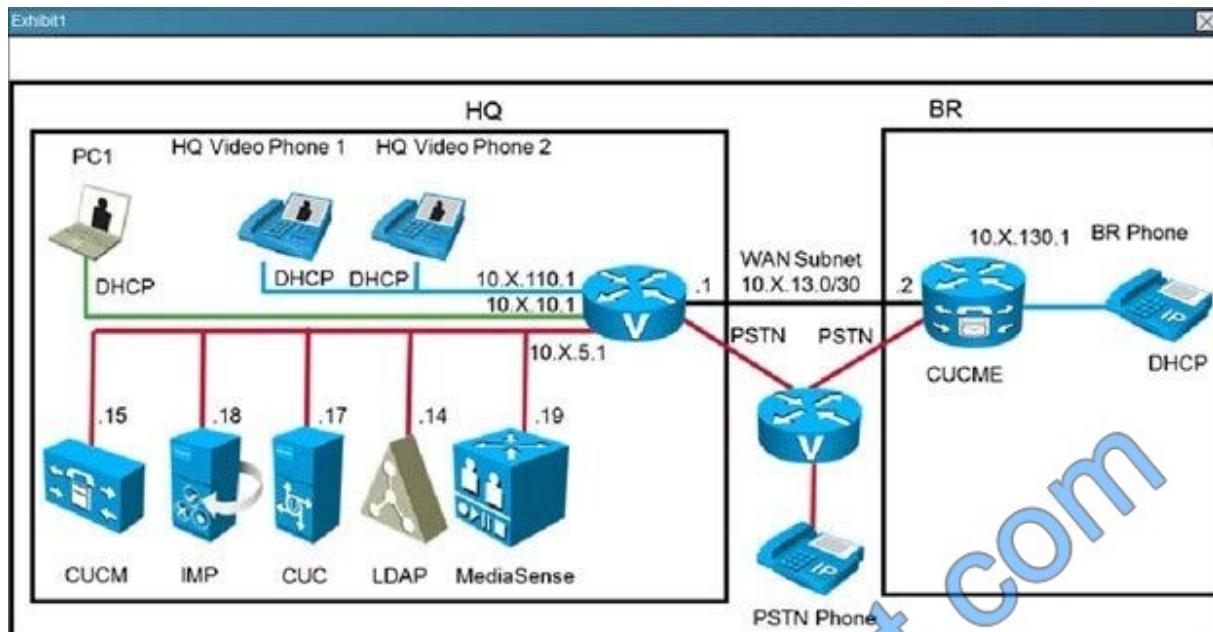 Exhibit1
HQ
BR
PC1
HQ Video Phone 1
HQ Video Phone 2
DHCP
DHCP
DHCP
10.X.110.1
10.X.10.1
.1
WAN Subnet
10.X.13.0/30
.2
10.X.130.1
BR Phone
V
IP
DHCP
CUCME
PSTN
PSTN
10.X.5.1
.15
.18
.17
.14
.19
V
IP
CUCM
IMP
CUC
LDAP
MediaSense
PSTN Phone
t com